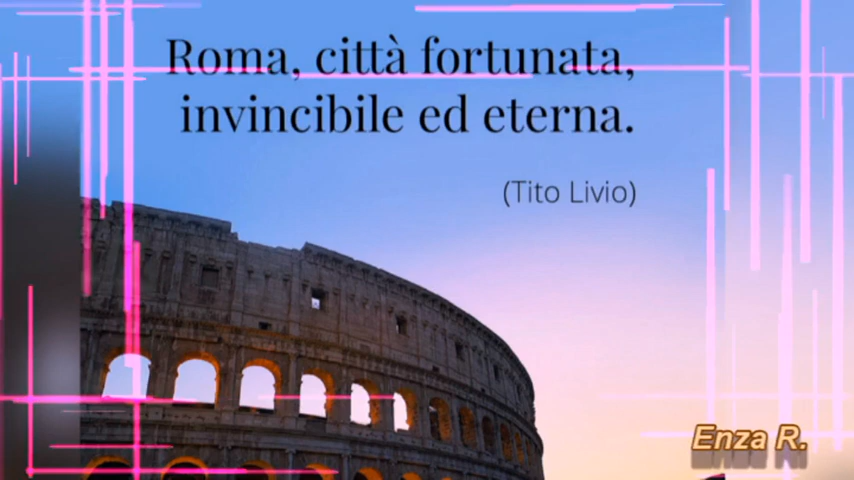 Roma, città fortunata,
invincibile ed eterna.
(Tito Livio)
Enza R.